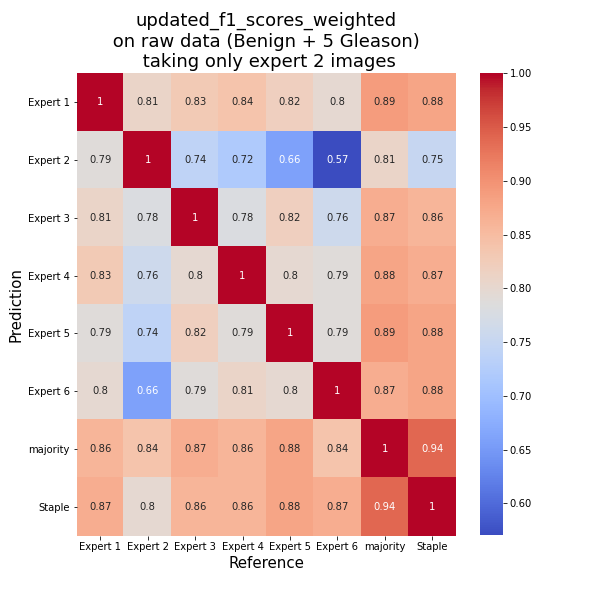 updated_f1_scores_weighted
on raw data (Benign + 5 Gleason)
taking only expert 2 images
Prediction
Expert 1 1 0.81 0.83 0.84 0.82 0.8 0.89 0.88
Expert 2 0.79 1 0.74 0.72 0.66 0.57 0.81 0.75
Expert 3 0.81 0.78 1 0.78 0.82 0.76 0.87 0.86
Expert 4 0.83 0.76 0.8 1 0.8 0.79 0.88 0.87
Expert 5 0.79 0.74 0.82 0.79 1 0.79 0.89 0.88
Expert 6 0.8 0.66 0.79 0.81 0.8 1 0.87 0.88
majority 0.86 0.84 0.87 0.86 0.88 0.84 1 0.94
Staple 0.87 0.8 0.86 0.86 0.88 0.87 0.94 1
Expert 1 Expert 2 Expert 3 Expert 4 Expert 5 Expert 6 majority Staple
Reference
1.00
0.95
0.90
0.85
0.80
0.75
0.70
0.65
0.60